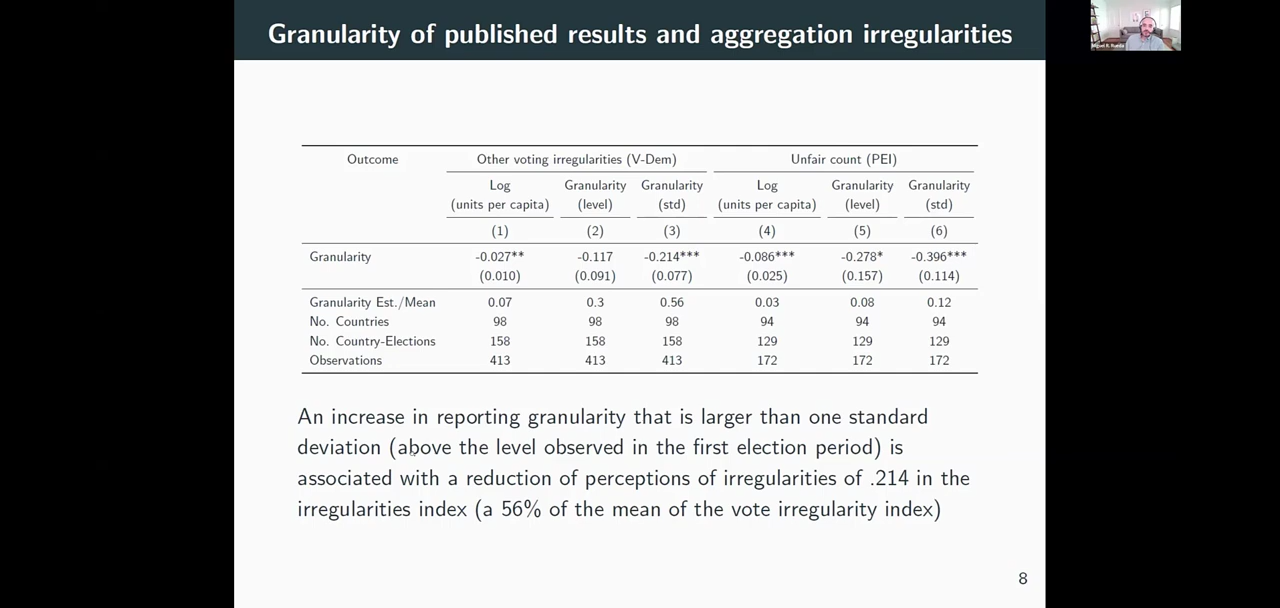 Granularity of published results and aggregation irregularities
Miguel R. Rueda
Outcome Other voting irregularities (V-Dem) Unfair count (PEI)
Log Granularity Granularity Log Granularity Granularity
(units per capita) (level) (std) (units per capita) (level) (std)
(1) (2) (3) (4) (5) (6)
Granularity -0.027** -0.117 -0.214*** -0.086*** -0.278* -0.396***
(0.010) (0.091) (0.077) (0.025) (0.157) (0.114)
Granularity Est./Mean 0.07 0.3 0.56 0.03 0.08 0.12
No. Countries 98 98 98 94 94 94
No. Country-Elections 158 158 158 129 129 129
Observations 413 413 413 172 172 172
An increase in reporting granularity that is larger than one standard
deviation (above the level observed in the first election period) is
associated with a reduction of perceptions of irregularities of .214 in the
irregularities index (a 56% of the mean of the vote irregularity index)
8